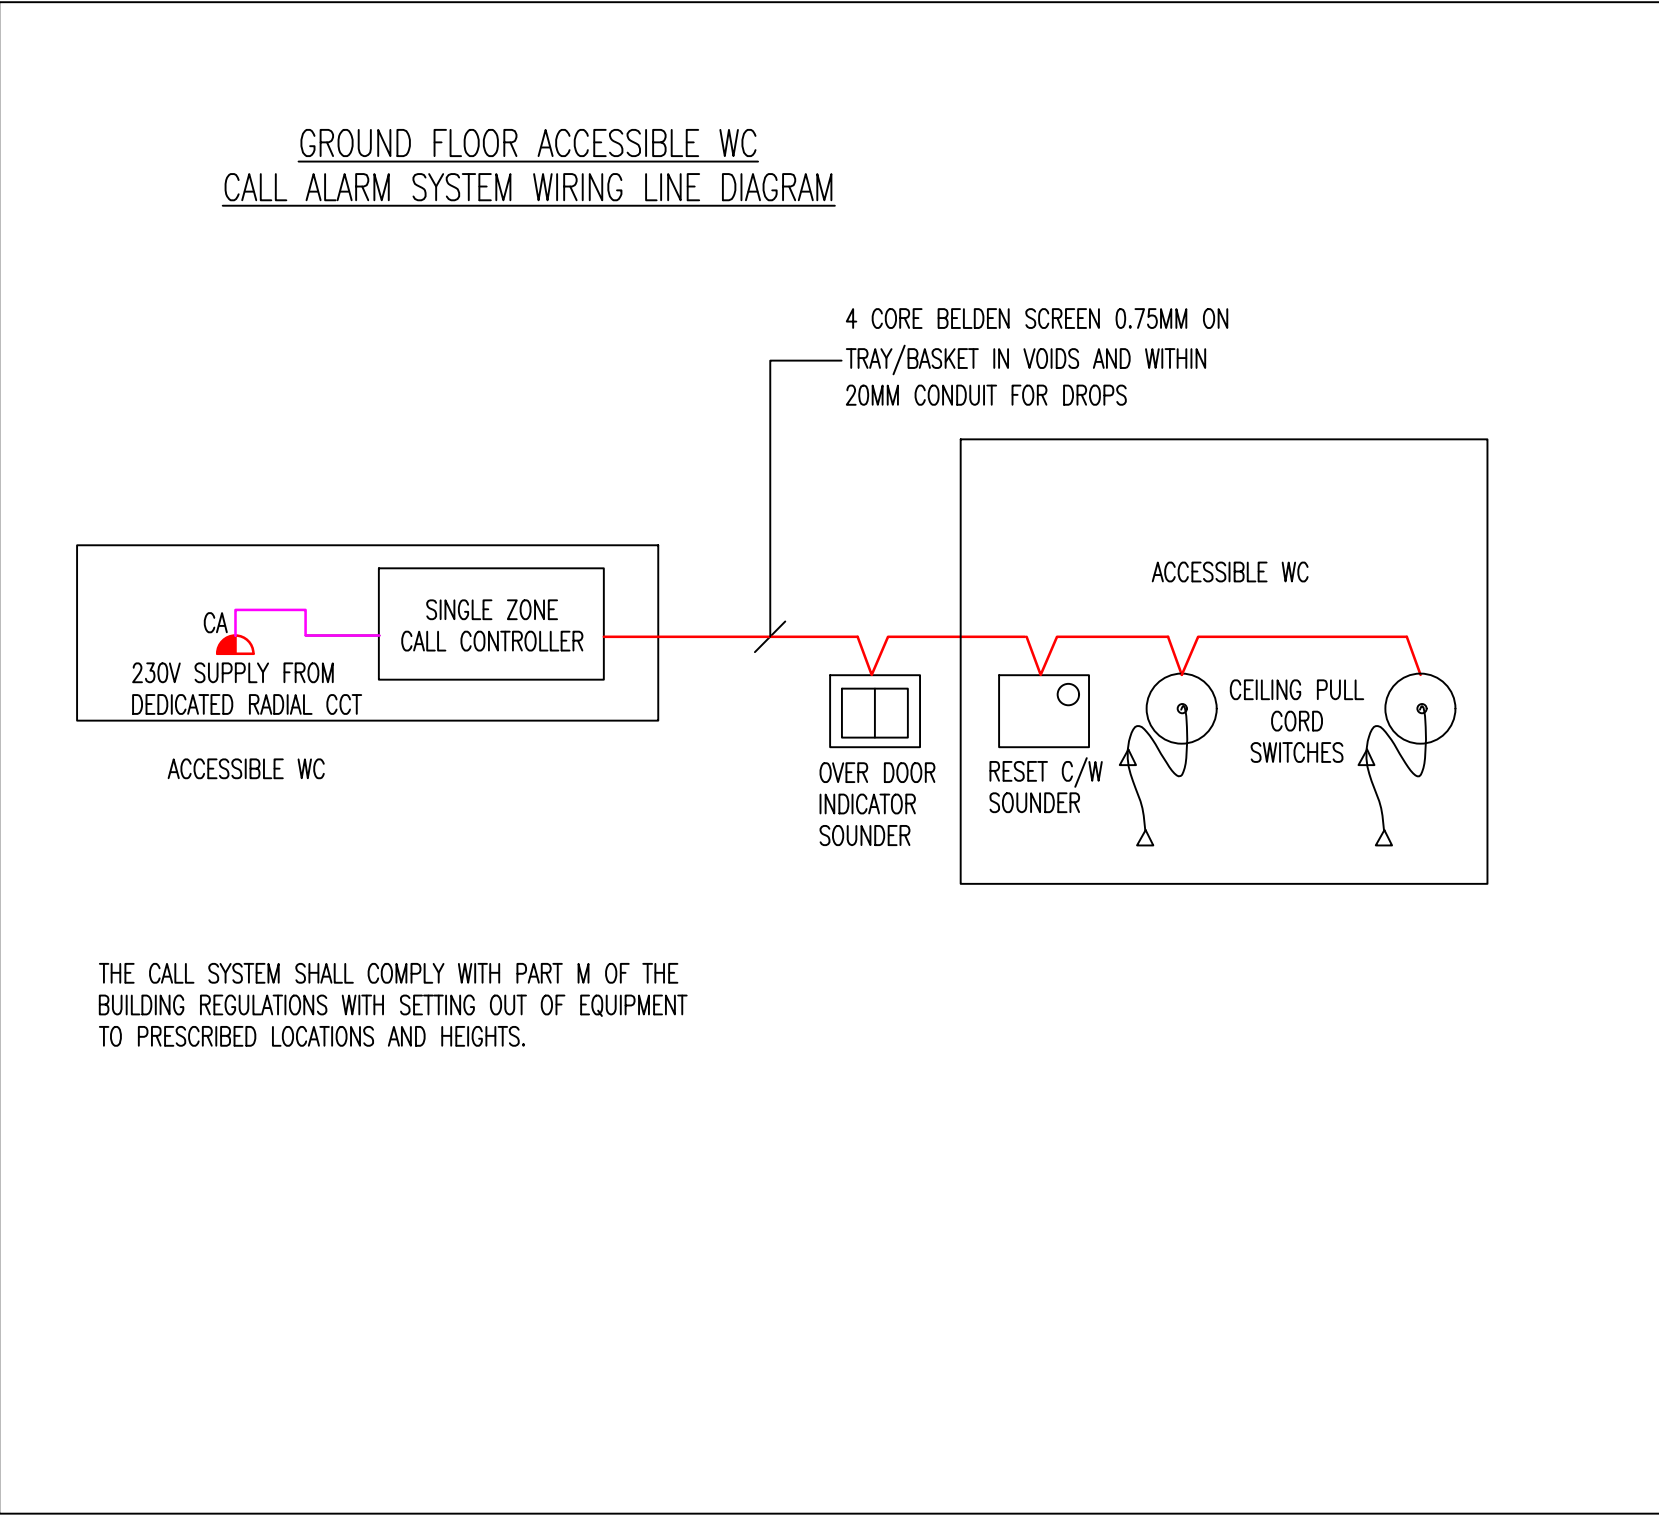 GROUND FLOOR ACCESSIBLE WC
CALL ALARM SYSTEM WIRING LINE DIAGRAM
4 CORE BELDEN SCREEN 0.75MM ON
TRAY/BASKET IN VOIDS AND WITHIN
20MM CONDUIT FOR DROPS
ACCESSIBLE WC
SINGLE ZONE
CALL CONTROLLER
CA
230V SUPPLY FROM
DEDICATED RADIAL CCT
ACCESSIBLE WC
OVER DOOR
INDICATOR
SOUNDER
RESET C/W
SOUNDER
CEILING PULL
CORD
SWITCHES
THE CALL SYSTEM SHALL COMPLY WITH PART M OF THE
BUILDING REGULATIONS WITH SETTING OUT OF EQUIPMENT
TO PRESCRIBED LOCATIONS AND HEIGHTS.